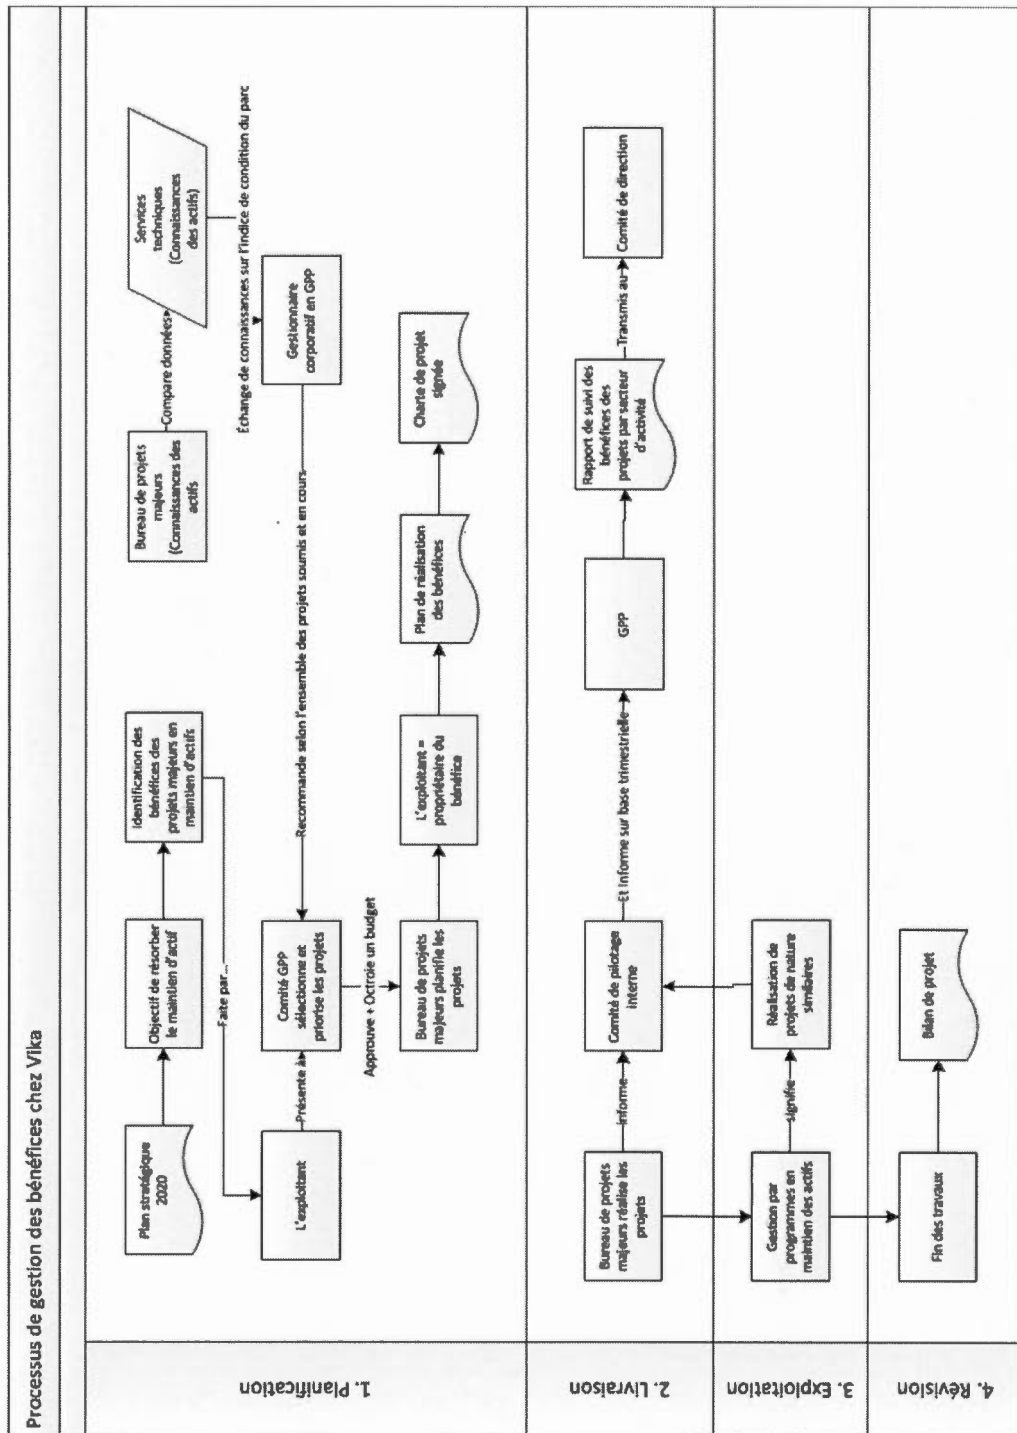 Processus de gestion des bénéfices chez Vika
1. Planification
Plan stratégique
2020
Objectif de résorber
le maintien d'actif
Identification des
bénéfices des
projets majeurs en
maintien d'actifs
Faite par...
Bureau de projets
majeurs
(Connaissances des
actifs)
Compare données
Services
techniques
(Connaissances
des actifs)
Échange de connaissances sur l'indice de condition du parc
L'exploitant
Présente à
Comité GPP
sélectionne et
priorise les projets
Recommande selon l'ensemble des projets soumis et en cours
Gestionnaire
corporatif en GPP
Approuve + Octroie un budget
Bureau de projets
majeurs planifie les
projets
L'exploitant =
propriétaire du
bénéfice
Plan de réalisation
des bénéfices
Charte de projet
signée
2. Livraison
Bureau de projets
majeurs réalise les
projets
informe
Comité de pilotage
interne
Et informe sur base trimestrielle
GPP
Rapport de suivi des
bénéfices des
projets par secteur
d'activité
Transmis au
Comité de direction
3. Exploitation
Gestion par
programmes en
maintien des actifs
signifie
Réalisation de
projets de nature
similaires
4. Révision
Fin des travaux
Bilan de projet